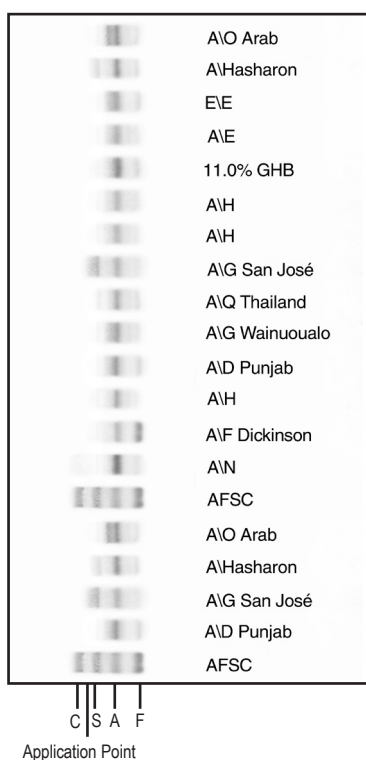 A\O Arab
A\Hasharon
E\E
A\E
11.0% GHB
A\H
A\H
A\G San José
A\Q Thailand
A\G Wainuoualo
A\D Punjab
A\H
A\F Dickinson
A\N
AFSC
A\O Arab
A\Hasharon
A\G San José
A\D Punjab
AFSC
C S A F
Application Point